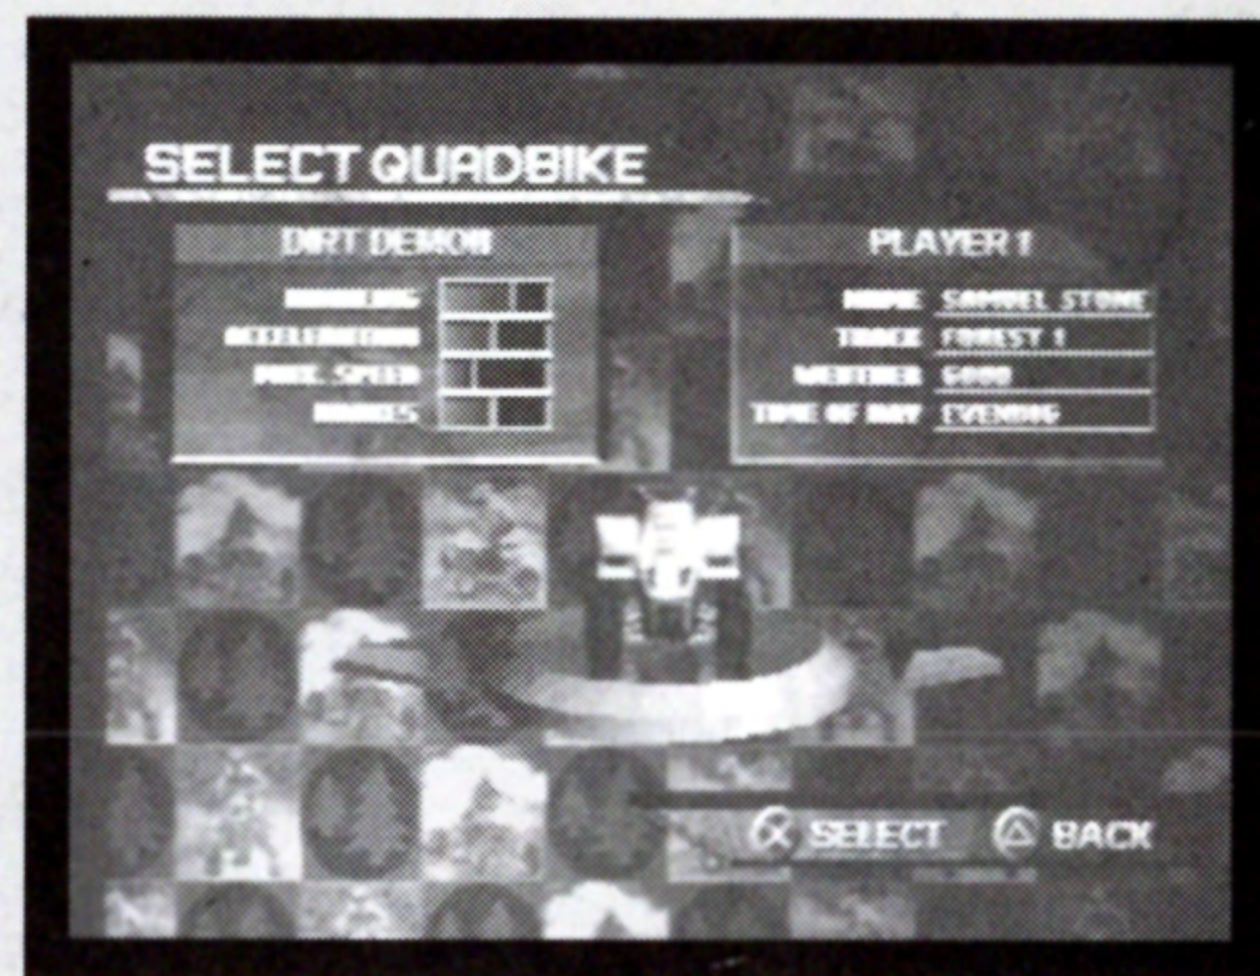 SELECT QUADBIKE
DIRT DEMON
HANDLING
ACCELERATION
MAX. SPEED
BRAKES
PLAYER 1
NAME SAMUEL STONE
TRACK FOREST 1
WEATHER GOOD
TIME OF DAY EVENING
SELECT BACK